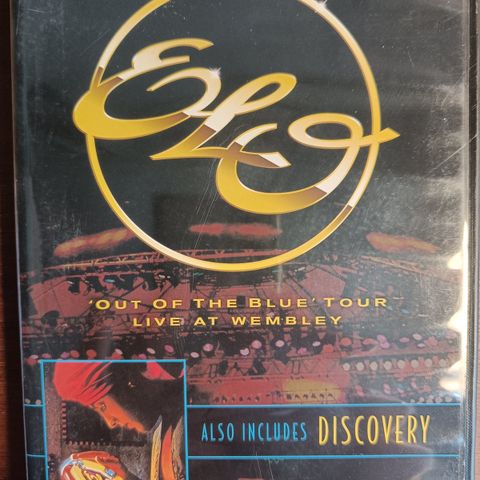 ELO
'OUT OF THE BLUE' TOUR
LIVE AT WEMBLEY
ALSO INCLUDES DISCOVERY